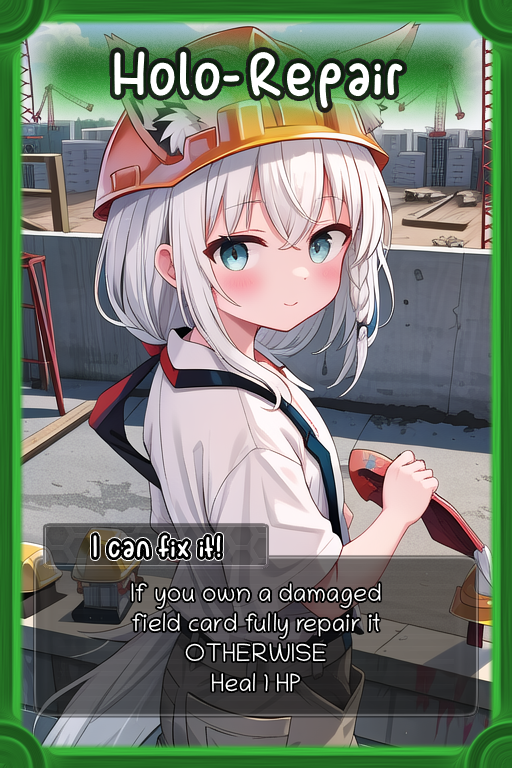 Holo-Repair
I can fix it!
If you own a damaged
field card fully repair it
OTHERWISE
Heal 1 HP